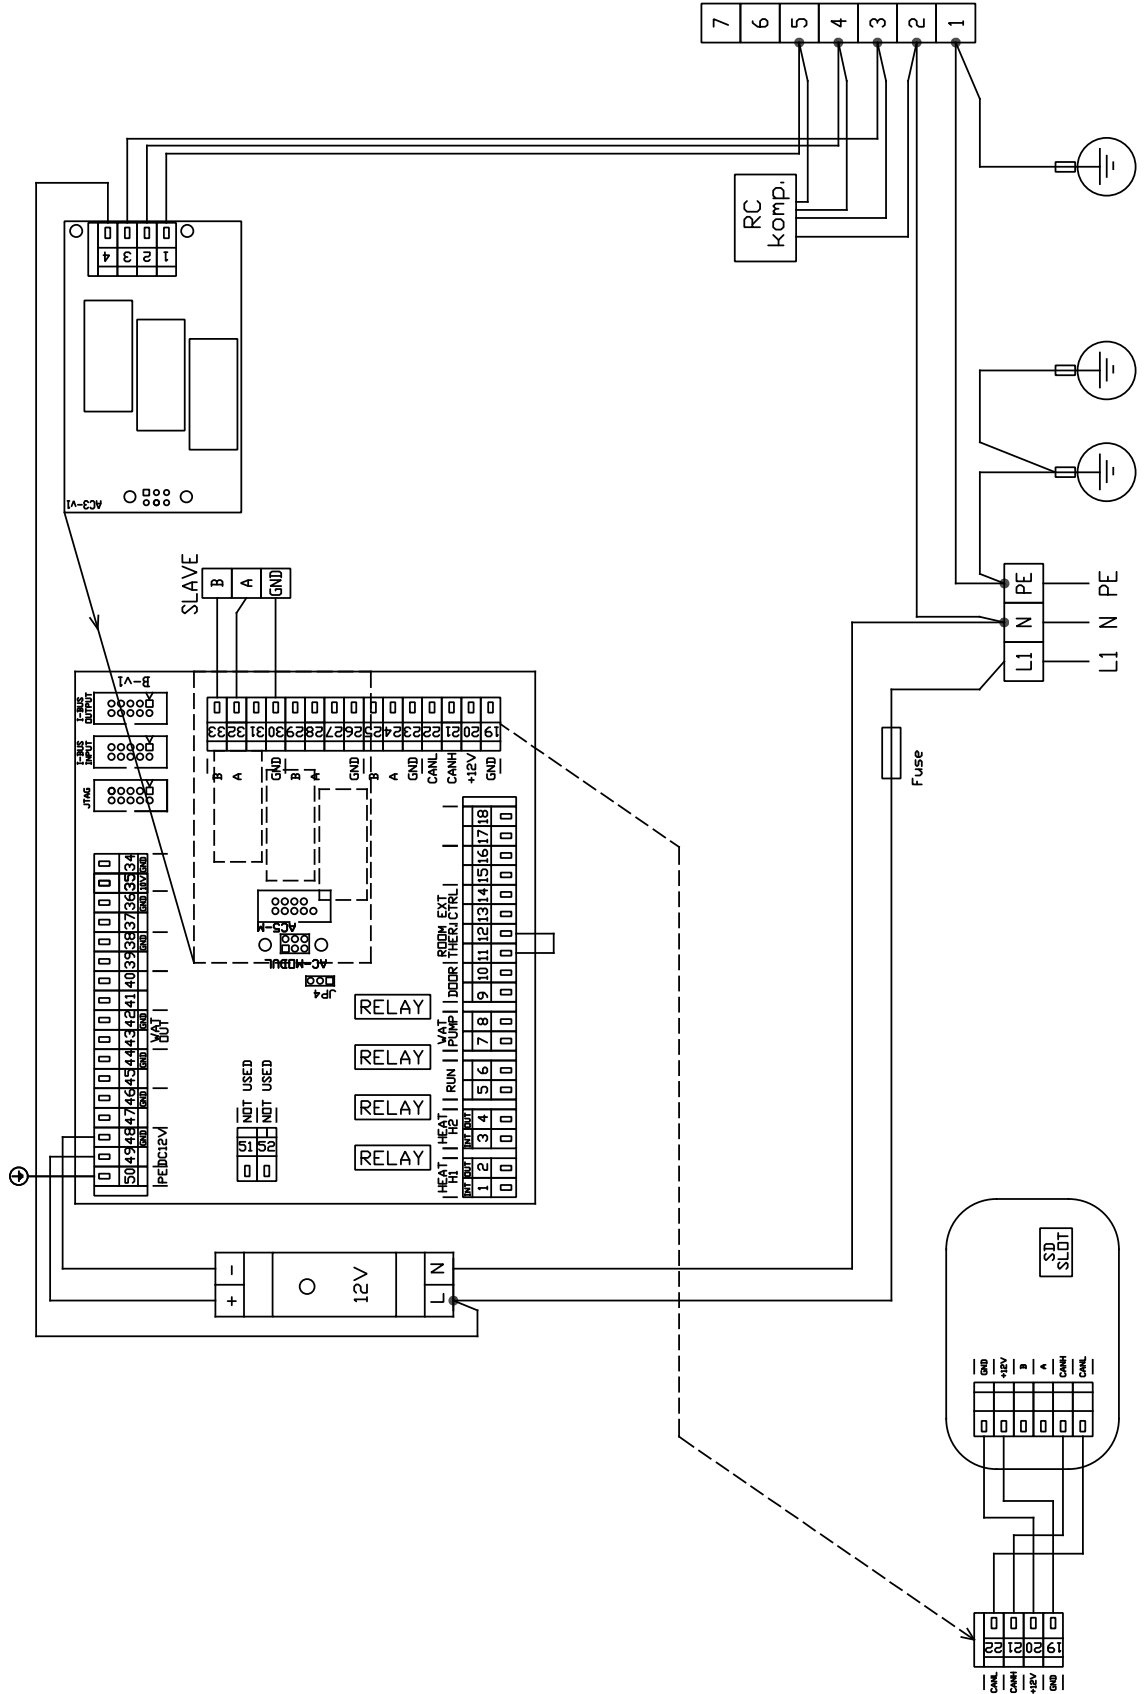 7 6 5 4 3 2 1
RC
komp.
4 3 2 1
AC3-v1
SLAVE
B
A
GND
B-v1
I-BUS
OUTPUT
I-BUS
INPUT
JTAG
33 32 31 30 29 28 27 26 25 24 23 22 21 20 19
B
A
GND
B
A
GND
B
A
GND
CANL
CANH
+12V
GND
34 35 36 37 38 39 40 41 42 43 44 45 46 47 48 49 50
GND
10V
GND
GND
GND
GND
GND
GND
WAT
OUT
DC12V
PE
AC5-M
AC-MODUL
JP4
RELAY
RELAY
RELAY
RELAY
NOT USED
NOT USED
51
52
18 17 16 15 14 13 12 11 10 9 8 7 6 5 4 3 2 1
EXT
CTRL
ROOM
THER.
DOOR
WAT
PUMP
RUN
HEAT
H2
INT OUT
HEAT
H1
INT OUT
- +
12V
N L
Fuse
L1 N PE
L1 N PE
SD
SLOT
GND
+12V
B
A
CANH
CANL
22 21 20 19
CANL
CANH
+12V
GND